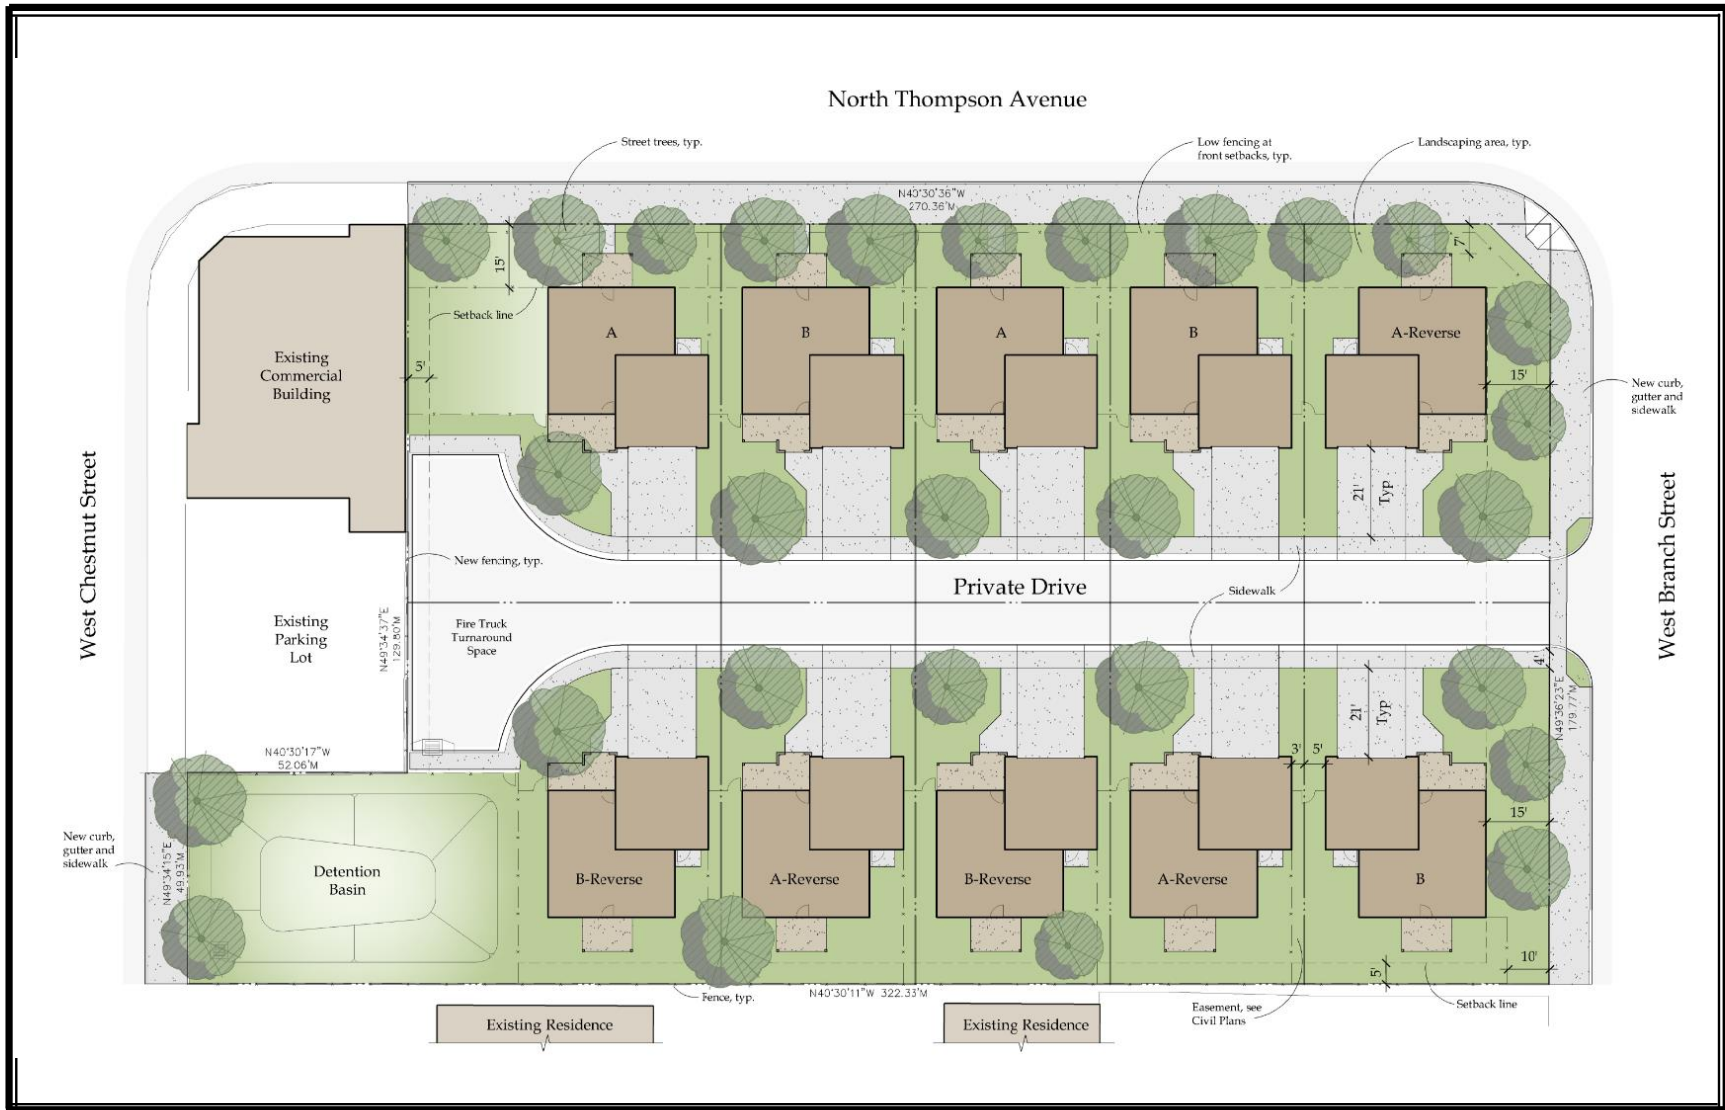 North Thompson Avenue
Street trees, typ.
Low fencing at
front setbacks, typ.
Landscaping area, typ.
N40°30'36"W
270.36'M
15'
7'
Setback line
A
B
A
B
A-Reverse
Existing
Commercial
Building
5'
15'
New curb,
gutter and
sidewalk
West Chestnut Street
West Branch Street
21'
Typ
New fencing, typ.
Private Drive
Sidewalk
Existing
Parking
Lot
N49°34'37"E
129.80'M
Fire Truck
Turnaround
Space
4'
N49°36'23"E
179.77'M
21'
Typ
N40°30'17"W
52.06'M
3'
5'
15'
New curb,
gutter and
sidewalk
N49°34'15"E
49.93'M
Detention
Basin
B-Reverse
A-Reverse
B-Reverse
A-Reverse
B
10'
5'
Fence, typ.
N40°30'11"W 322.33'M
Easement, see
Civil Plans
Setback line
Existing Residence
Existing Residence